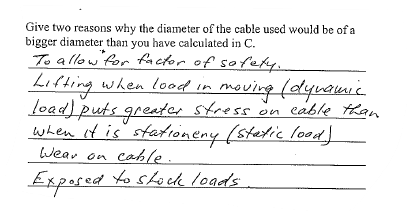 Give two reasons why the diameter of the cable used would be of a
bigger diameter than you have calculated in C.
To allow for factor of safety.
Lifting when load in moving (dynamic
load) puts greater stress on cable than
when it is stationeny (static load)
Wear on cable.
Exposed to shock loads